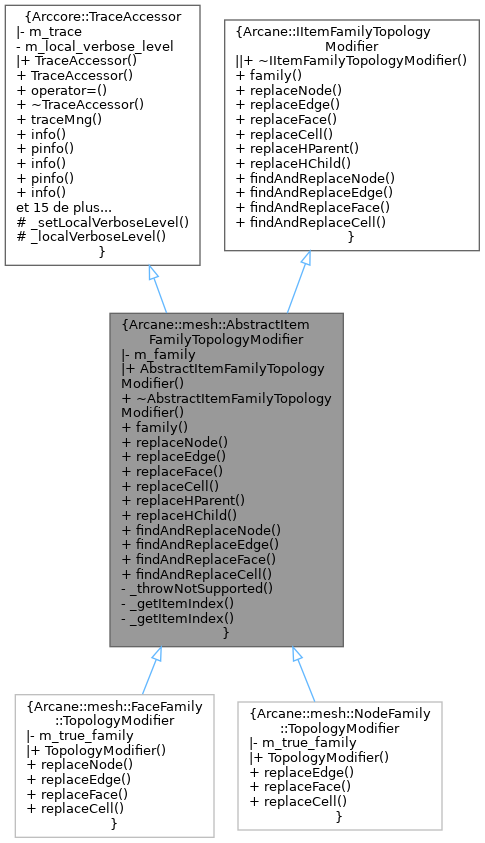 {Arccore::TraceAccessor
|- m_trace
- m_local_verbose_level
|+ TraceAccessor()
+ TraceAccessor()
+ operator=()
+ ~TraceAccessor()
+ traceMng()
+ info()
+ pinfo()
+ info()
+ pinfo()
+ info()
et 15 de plus...
# _setLocalVerboseLevel()
# _localVerboseLevel()
}
{Arcane::IItemFamilyTopology
Modifier
||+ ~IItemFamilyTopologyModifier()
+ family()
+ replaceNode()
+ replaceEdge()
+ replaceFace()
+ replaceCell()
+ replaceHParent()
+ replaceHChild()
+ findAndReplaceNode()
+ findAndReplaceEdge()
+ findAndReplaceFace()
+ findAndReplaceCell()
}
{Arcane::mesh::AbstractItem
FamilyTopologyModifier
|- m_family
|+ AbstractItemFamilyTopology
Modifier()
+ ~AbstractItemFamilyTopology
Modifier()
+ family()
+ replaceNode()
+ replaceEdge()
+ replaceFace()
+ replaceCell()
+ replaceHParent()
+ replaceHChild()
+ findAndReplaceNode()
+ findAndReplaceEdge()
+ findAndReplaceFace()
+ findAndReplaceCell()
- _throwNotSupported()
- _getItemIndex()
- _getItemIndex()
}
{Arcane::mesh::FaceFamily
::TopologyModifier
|- m_true_family
|+ TopologyModifier()
+ replaceNode()
+ replaceEdge()
+ replaceFace()
+ replaceCell()
}
{Arcane::mesh::NodeFamily
::TopologyModifier
|- m_true_family
|+ TopologyModifier()
+ replaceEdge()
+ replaceFace()
+ replaceCell()
}